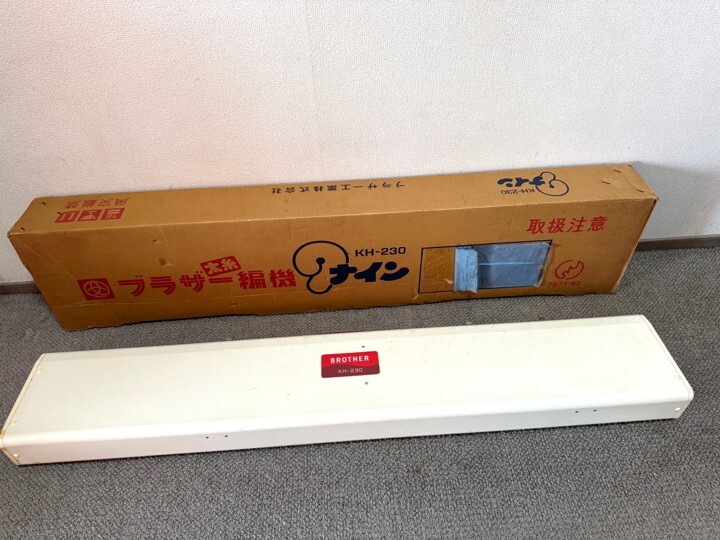 ナイン
KH-230
ブラザー工業株式会社
取扱注意
KH-230
ナイン
ブラザー
太糸
編機
BROTHER
KH-230